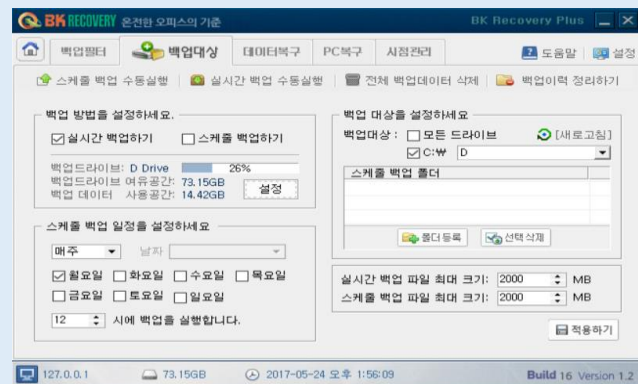 BK RECOVERY 온전한 오피스의 기준 BK Recovery Plus
백업필터 백업대상 데이터복구 PC복구 시점관리 도움말 설정
스케줄 백업 수동실행 실시간 백업 수동실행 전체 백업데이터 삭제 백업이력 정리하기
백업 방법을 설정하세요.
실시간 백업하기 스케줄 백업하기
백업드라이브: D Drive 26%
백업드라이브 여유공간: 73.15GB
백업 데이터 사용공간: 14.42GB
설정
스케줄 백업 일정을 설정하세요
매주 날짜
월요일 화요일 수요일 목요일
금요일 토요일 일요일
12 시에 백업을 실행합니다.
백업 대상을 설정하세요
백업대상 : 모든 드라이브 [새로고침]
C:₩ D
스케줄 백업 폴더
폴더등록 선택삭제
실시간 백업 파일 최대 크기: 2000 MB
스케줄 백업 파일 최대 크기: 2000 MB
적용하기
127.0.0.1 73.15GB 2017-05-24 오후 1:56:09 Build 16 Version 1.2